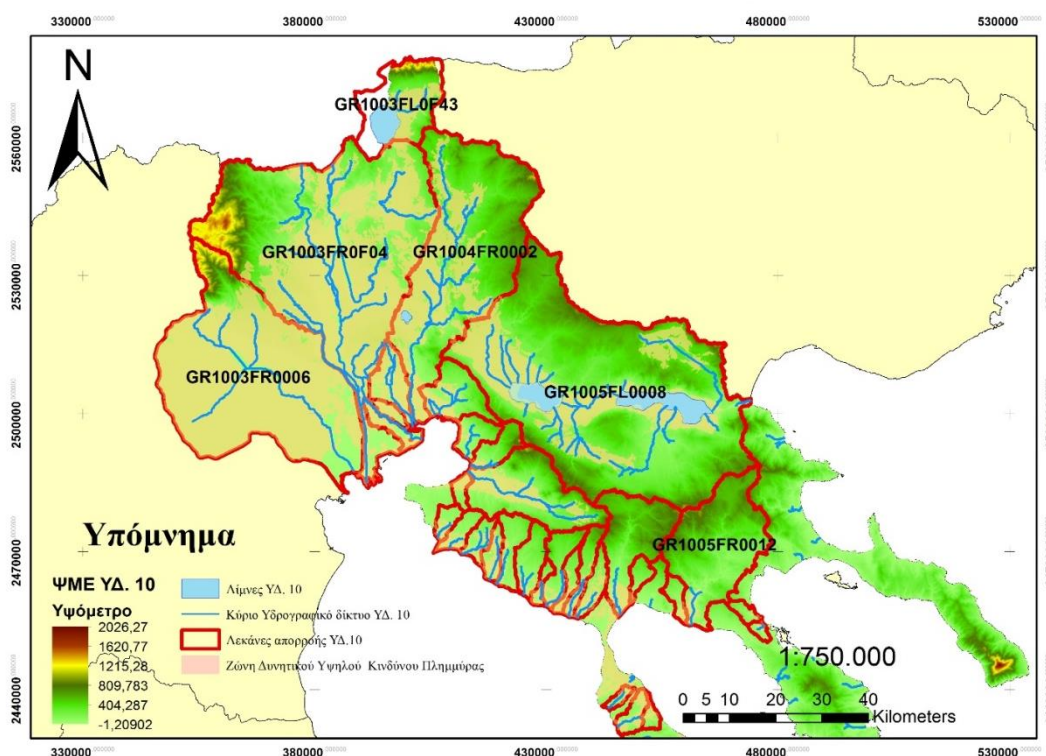 330000 380000 430000 480000 530000
N
GR1003FL0F43
2560000
GR1003FR0F04
GR1004FR0002
2530000
GR1003FR0006
GR1005FL0008
2500000
GR1005FR0012
2470000
Υπόμνημα
ΨΜΕ ΥΔ. 10
Υψόμετρο
2026,27
1620,77
1215,28
809,783
404,287
-1,20902
Λίμνες ΥΔ. 10
Κύριο Υδρογραφικό δίκτυο ΥΔ. 10
Λεκάνες απορροής ΥΔ.10
Ζώνη Δυνητικού Υψηλού Κινδύνου Πλημμύρας
1:750.000
0 5 10 20 30 40
Kilometers
2440000
330000 380000 430000 480000 530000